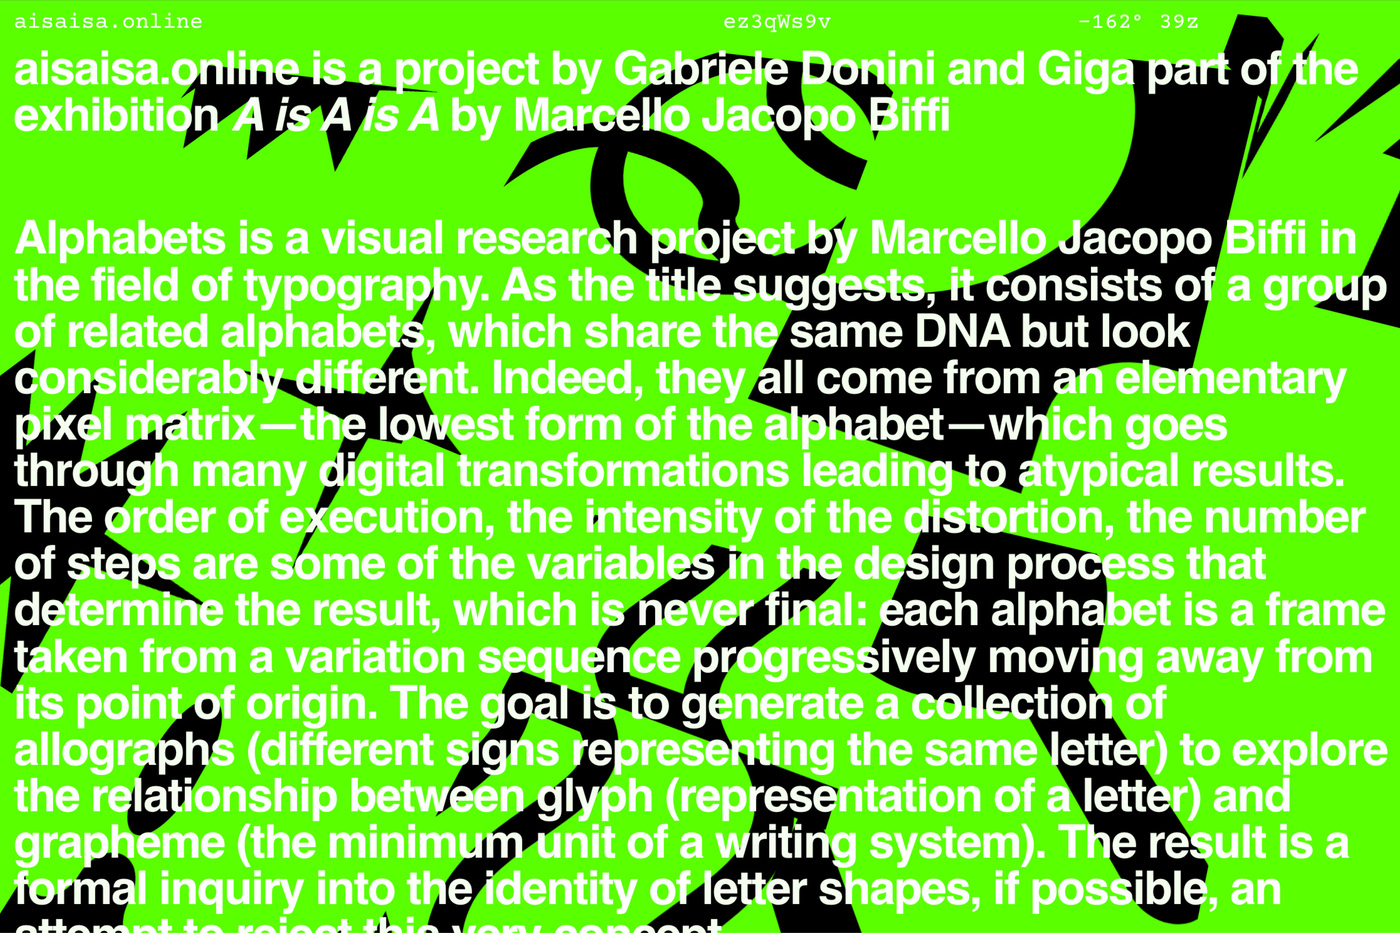 aisaisa.online ez3qWs9v -162° 39z
aisaisa.online is a project by Gabriele Donini and Giga part of the
exhibition A is A is A by Marcello Jacopo Biffi
Alphabets is a visual research project by Marcello Jacopo Biffi in
the field of typography. As the title suggests, it consists of a group
of related alphabets, which share the same DNA but look
considerably different. Indeed, they all come from an elementary
pixel matrix—the lowest form of the alphabet—which goes
through many digital transformations leading to atypical results.
The order of execution, the intensity of the distortion, the number
of steps are some of the variables in the design process that
determine the result, which is never final: each alphabet is a frame
taken from a variation sequence progressively moving away from
its point of origin. The goal is to generate a collection of
allographs (different signs representing the same letter) to explore
the relationship between glyph (representation of a letter) and
grapheme (the minimum unit of a writing system). The result is a
formal inquiry into the identity of letter shapes, if possible, an
attempt to reject this very concept.